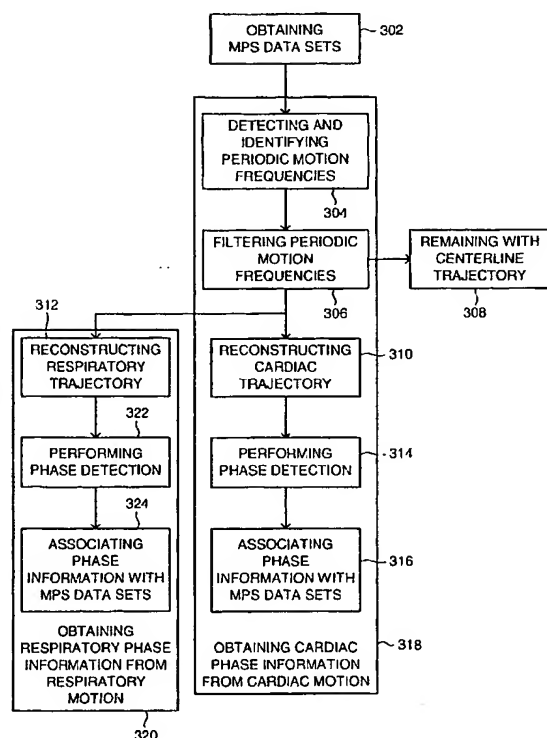 OBTAINING
MPS DATA SETS
302
DETECTING AND
IDENTIFYING
PERIODIC MOTION
FREQUENCIES
304
FILTERING PERIODIC
MOTION
FREQUENCIES
306
REMAINING WITH
CENTERLINE
TRAJECTORY
308
312
RECONSTRUCTING
RESPIRATORY
TRAJECTORY
RECONSTRUCTING
CARDIAC
TRAJECTORY
310
322
PERFORMING
PHASE DETECTION
PERFORMING
PHASE DETECTION
314
324
ASSOCIATING
PHASE
INFORMATION WITH
MPS DATA SETS
ASSOCIATING
PHASE
INFORMATION WITH
MPS DATA SETS
316
OBTAINING
RESPIRATORY PHASE
INFORMATION FROM
RESPIRATORY
MOTION
320
OBTAINING CARDIAC
PHASE INFORMATION
FROM CARDIAC MOTION
318